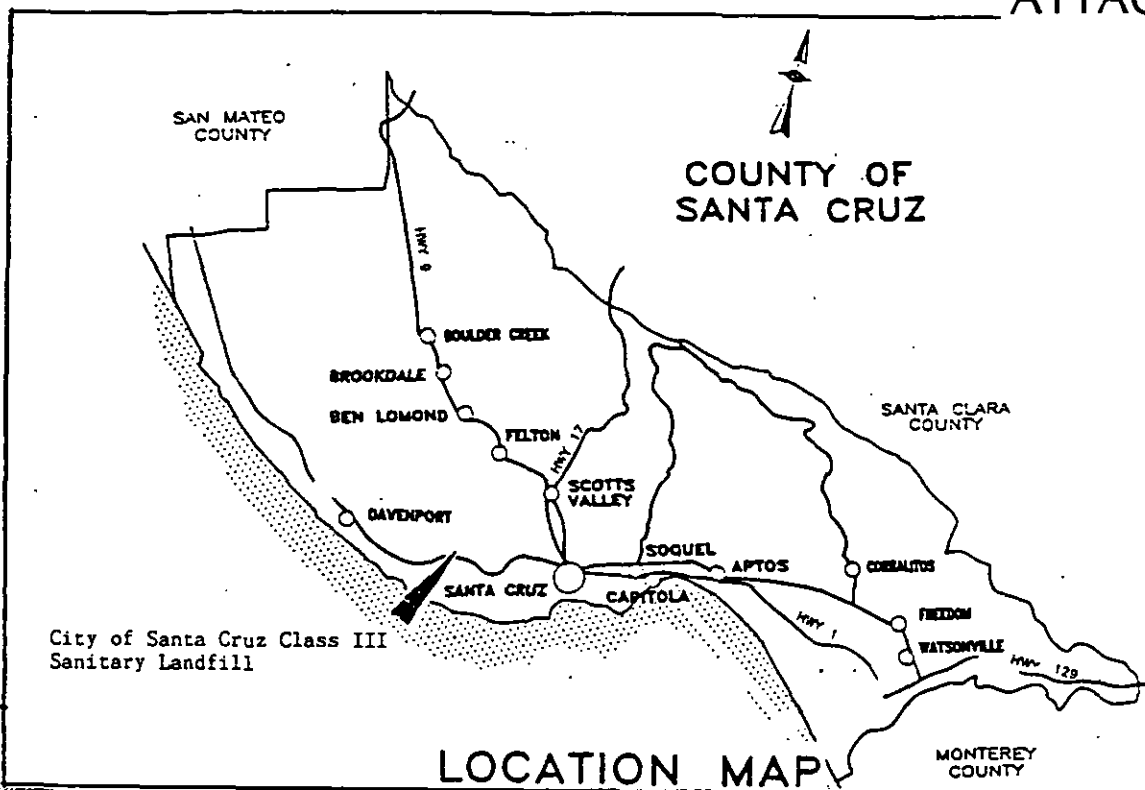 ATTAC
SAN MATEO
COUNTY
COUNTY OF
SANTA CRUZ
HWY 9
BOULDER CREEK
BROOKDALE
BEN LOMOND
FELTON
HWY 17
SANTA CLARA
COUNTY
SCOTTS
VALLEY
DAVENPORT
SOQUEL
APTOS
CORRALITOS
SANTA CRUZ
CAPITOLA
FREEDOM
HWY 1
WATSONVILLE
HWY 129
City of Santa Cruz Class III
Sanitary Landfill
LOCATION MAP
MONTEREY
COUNTY